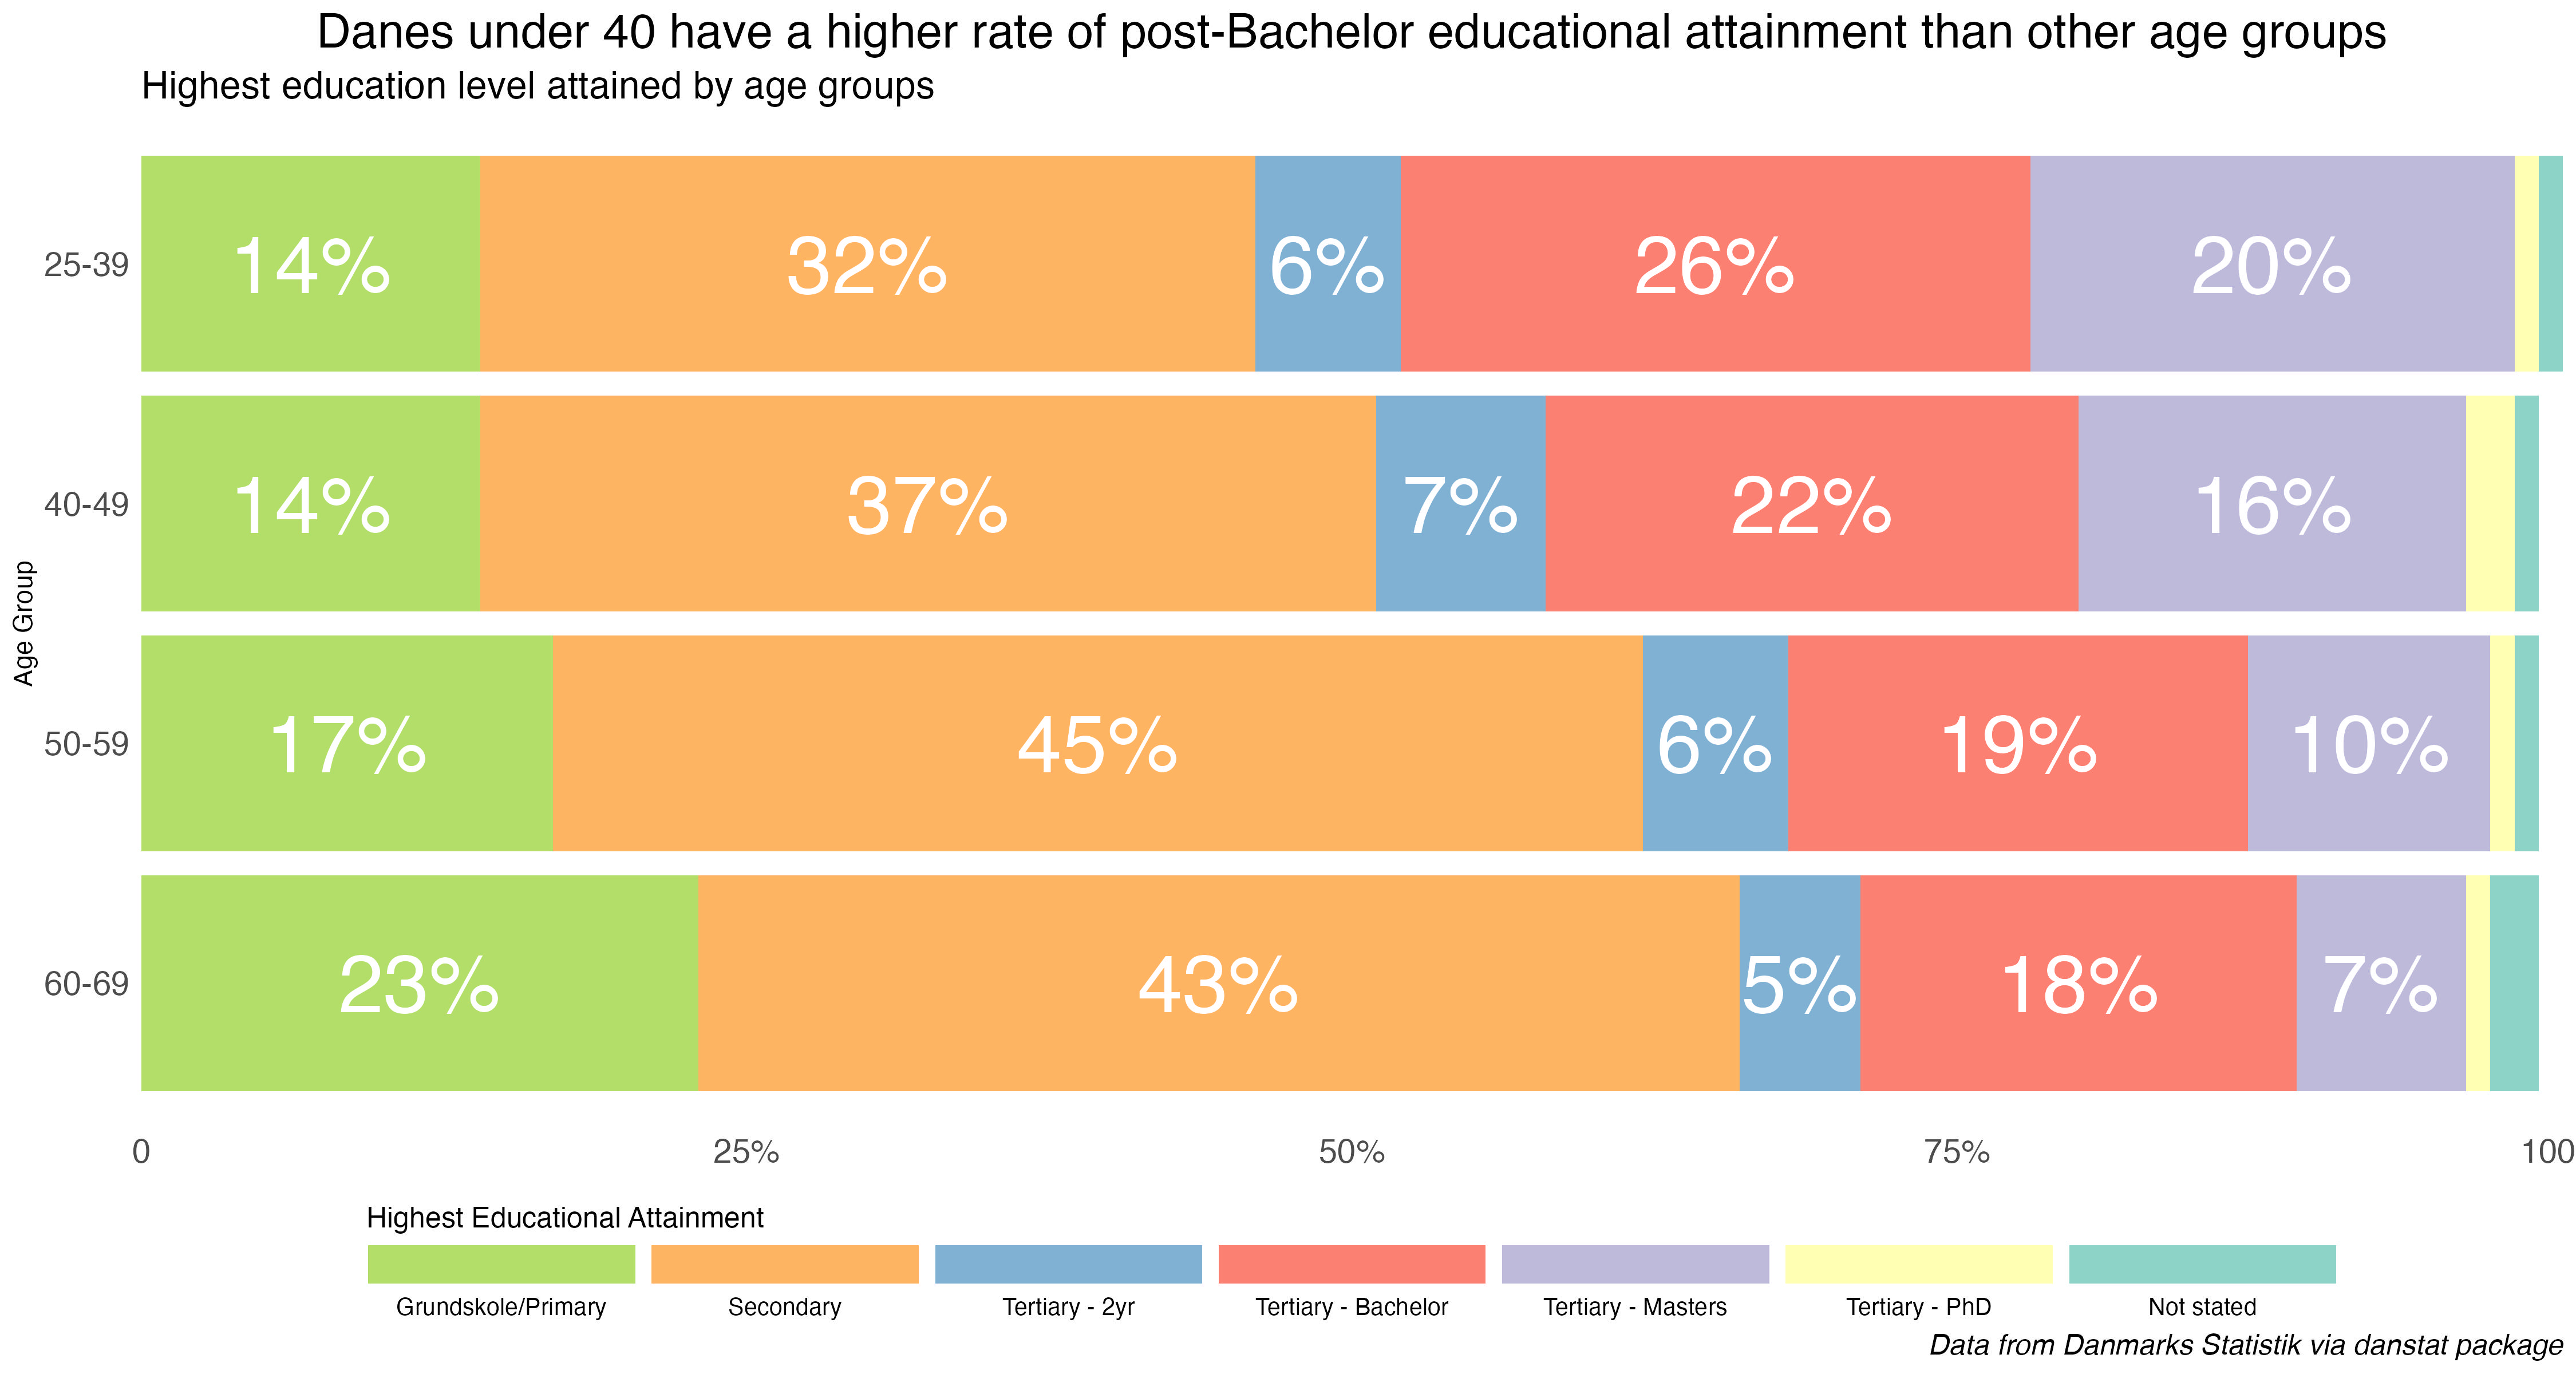 Danes under 40 have a higher rate of post-Bachelor educational attainment than other age groups
Highest education level attained by age groups
Age Group
25-39
14% 32% 6% 26% 20%
40-49
14% 37% 7% 22% 16%
50-59
17% 45% 6% 19% 10%
60-69
23% 43% 5% 18% 7%
0 25% 50% 75% 100
Highest Educational Attainment
Grundskole/Primary Secondary Tertiary - 2yr Tertiary - Bachelor Tertiary - Masters Tertiary - PhD Not stated
Data from Danmarks Statistik via danstat package